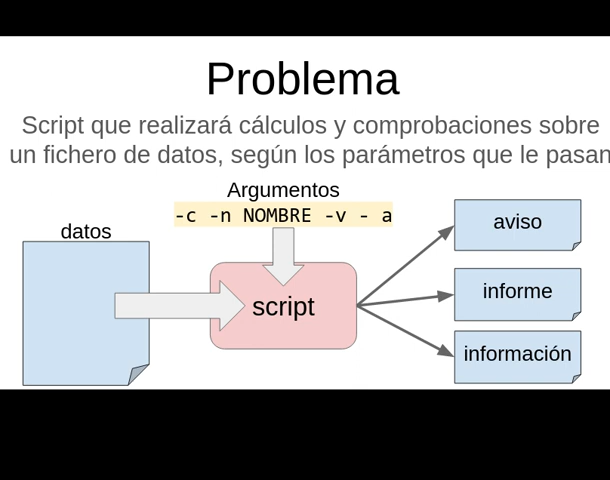 Problema
Script que realizará cálculos y comprobaciones sobre
un fichero de datos, según los parámetros que le pasan
Argumentos
-c -n NOMBRE -v - a
datos
script
aviso
informe
información